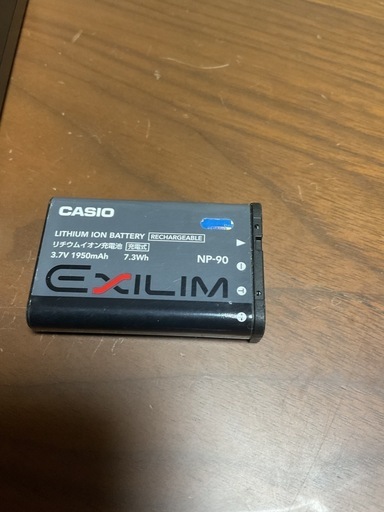 CASIO
LITHIUM ION BATTERY RECHARGEABLE
リチウムイオン充電池 充電式
3.7V 1950mAh 7.3Wh NP-90
EXILIM